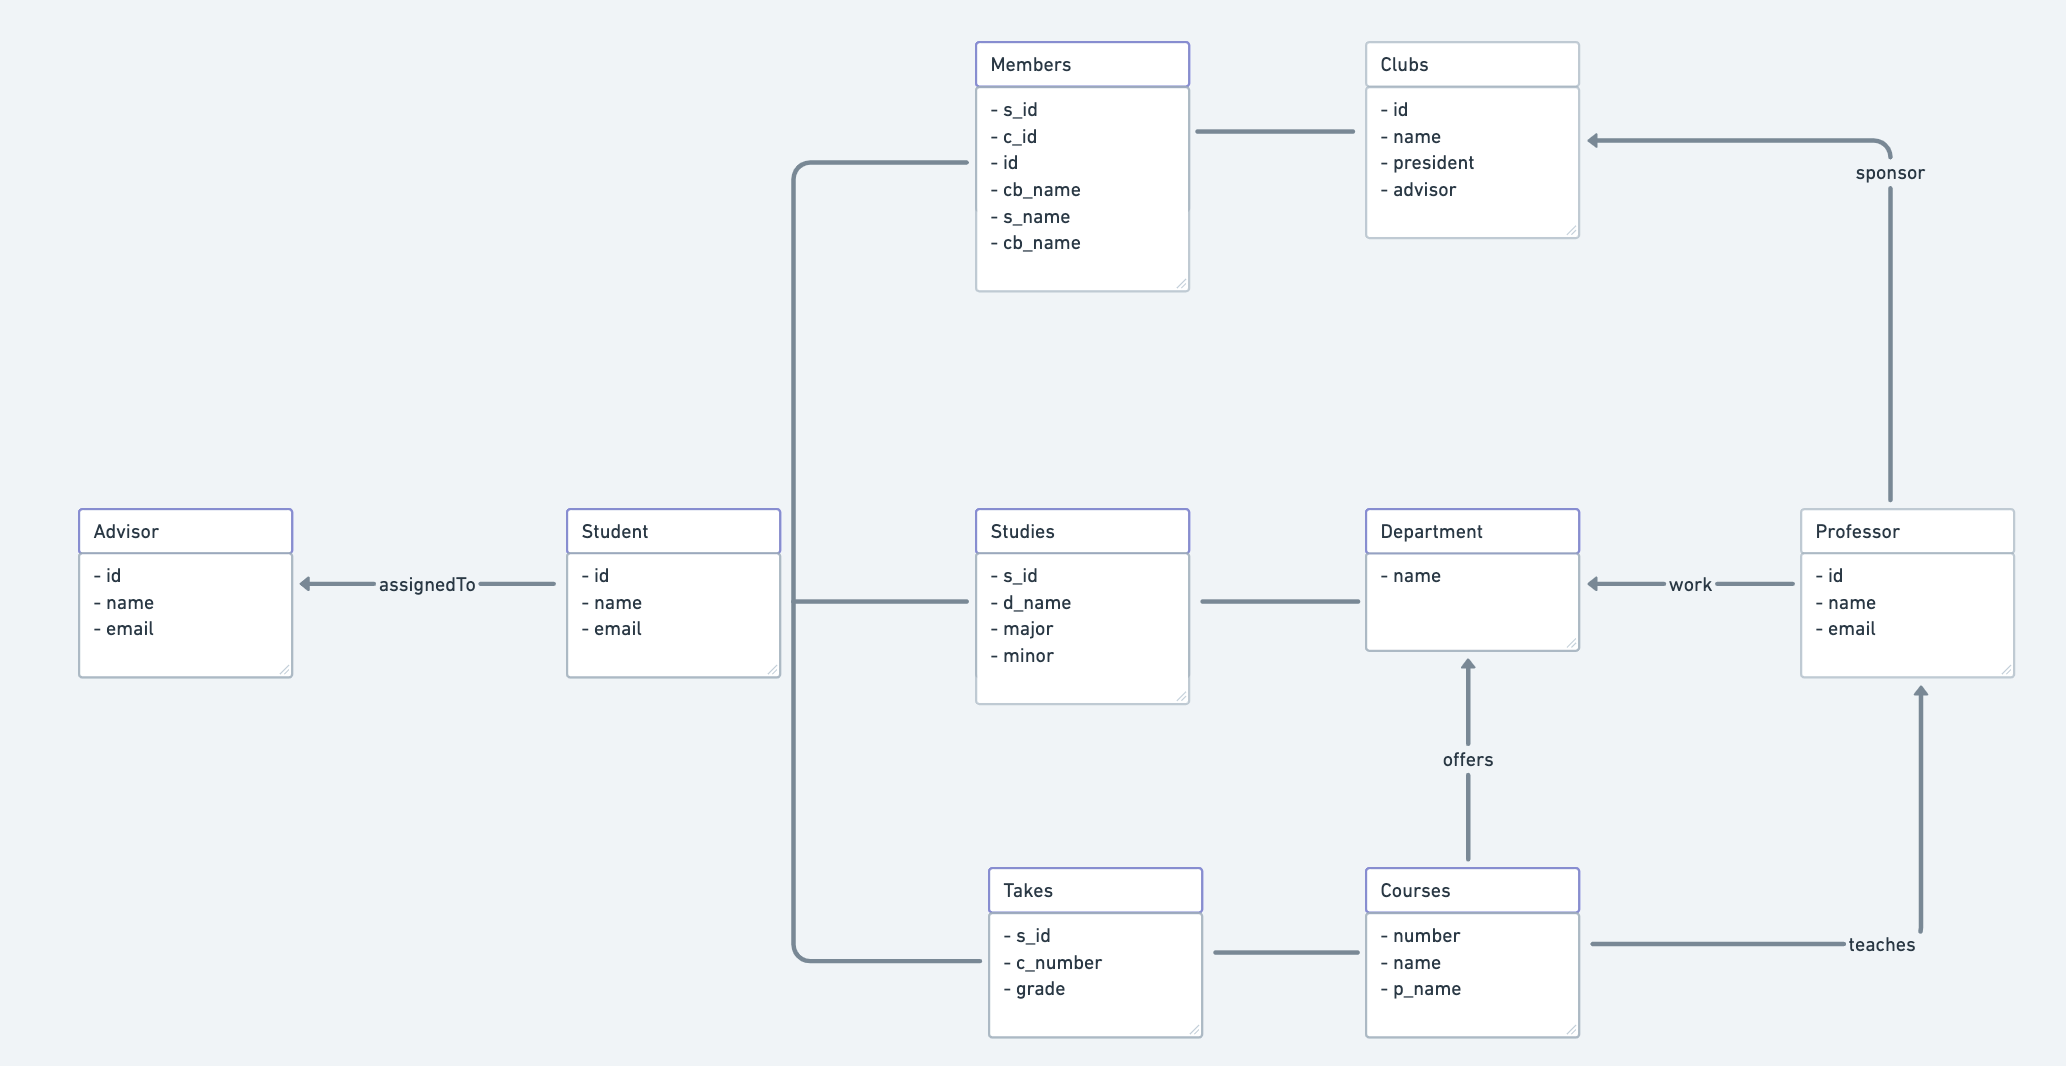 Members
- s_id
- c_id
- id
- cb_name
- s_name
- cb_name
Clubs
- id
- name
- president
- advisor
sponsor
Advisor
- id
- name
- email
assignedTo
Student
- id
- name
- email
Studies
- s_id
- d_name
- major
- minor
Department
- name
work
Professor
- id
- name
- email
offers
Takes
- s_id
- c_number
- grade
Courses
- number
- name
- p_name
teaches